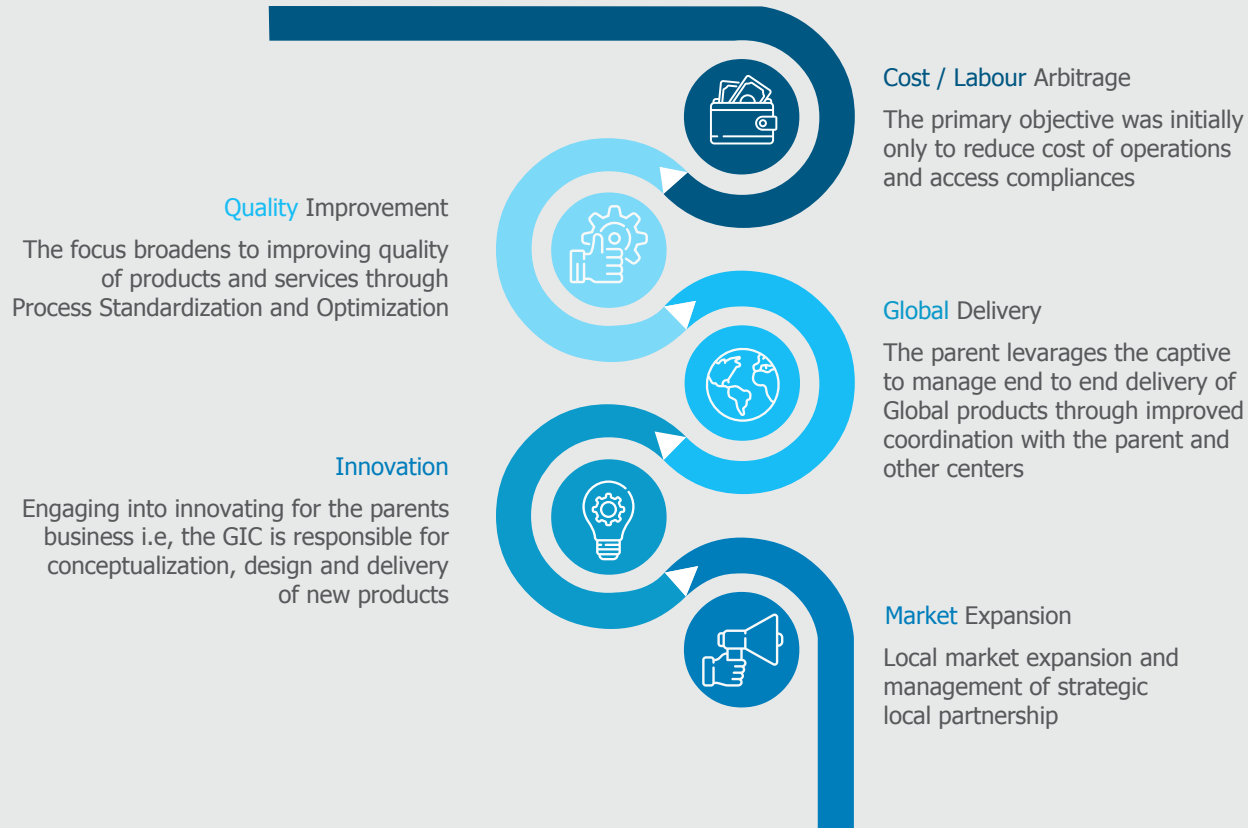 Cost / Labour Arbitrage
The primary objective was initially
only to reduce cost of operations
and access compliances
Quality Improvement
The focus broadens to improving quality
of products and services through
Process Standardization and Optimization
Global Delivery
The parent levarages the captive
to manage end to end delivery of
Global products through improved
coordination with the parent and
other centers
Innovation
Engaging into innovating for the parents
business i.e, the GIC is responsible for
conceptualization, design and delivery
of new products
Market Expansion
Local market expansion and
management of strategic
local partnership